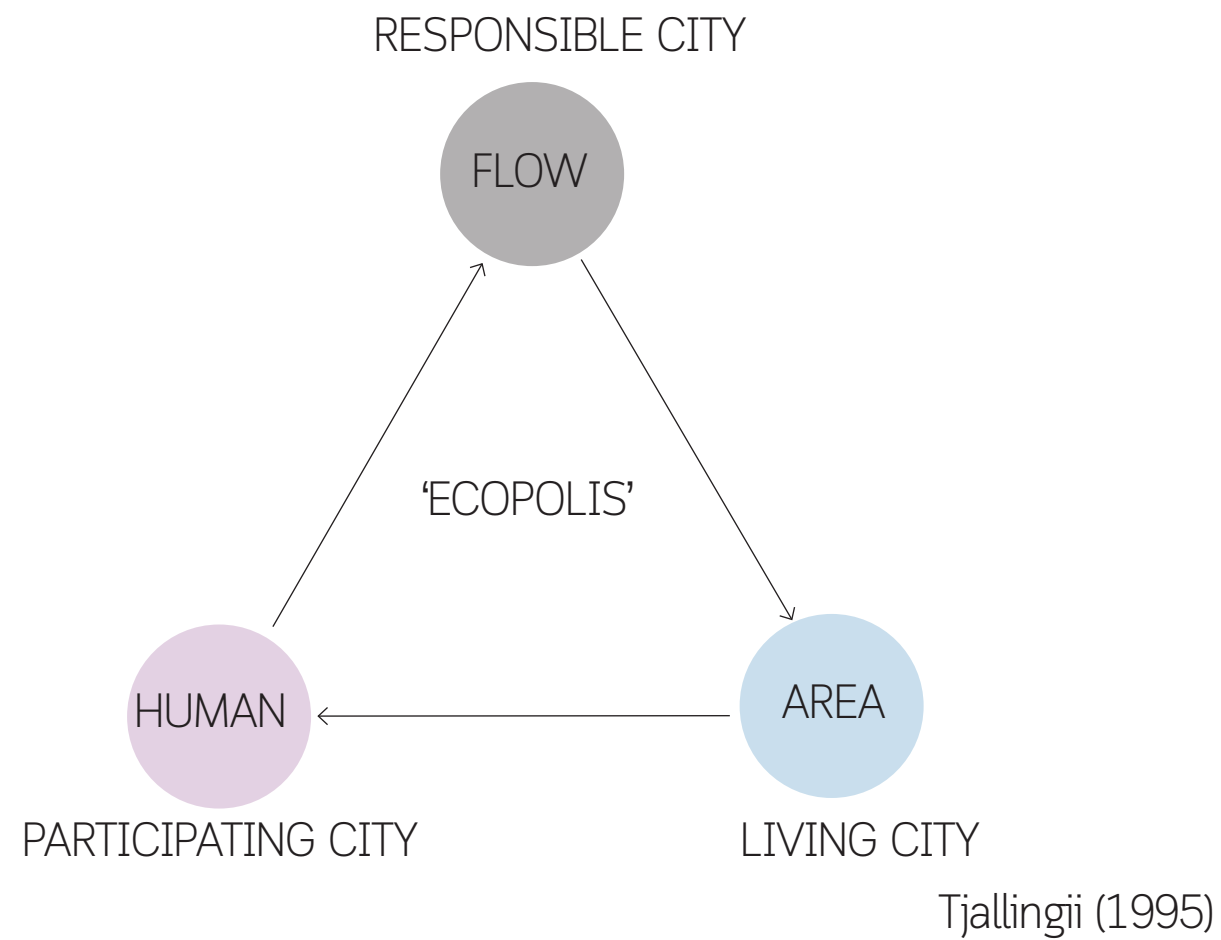 RESPONSIBLE CITY
FLOW
‘ECOPOLIS’
HUMAN
AREA
PARTICIPATING CITY
LIVING CITY
Tjallingii (1995)